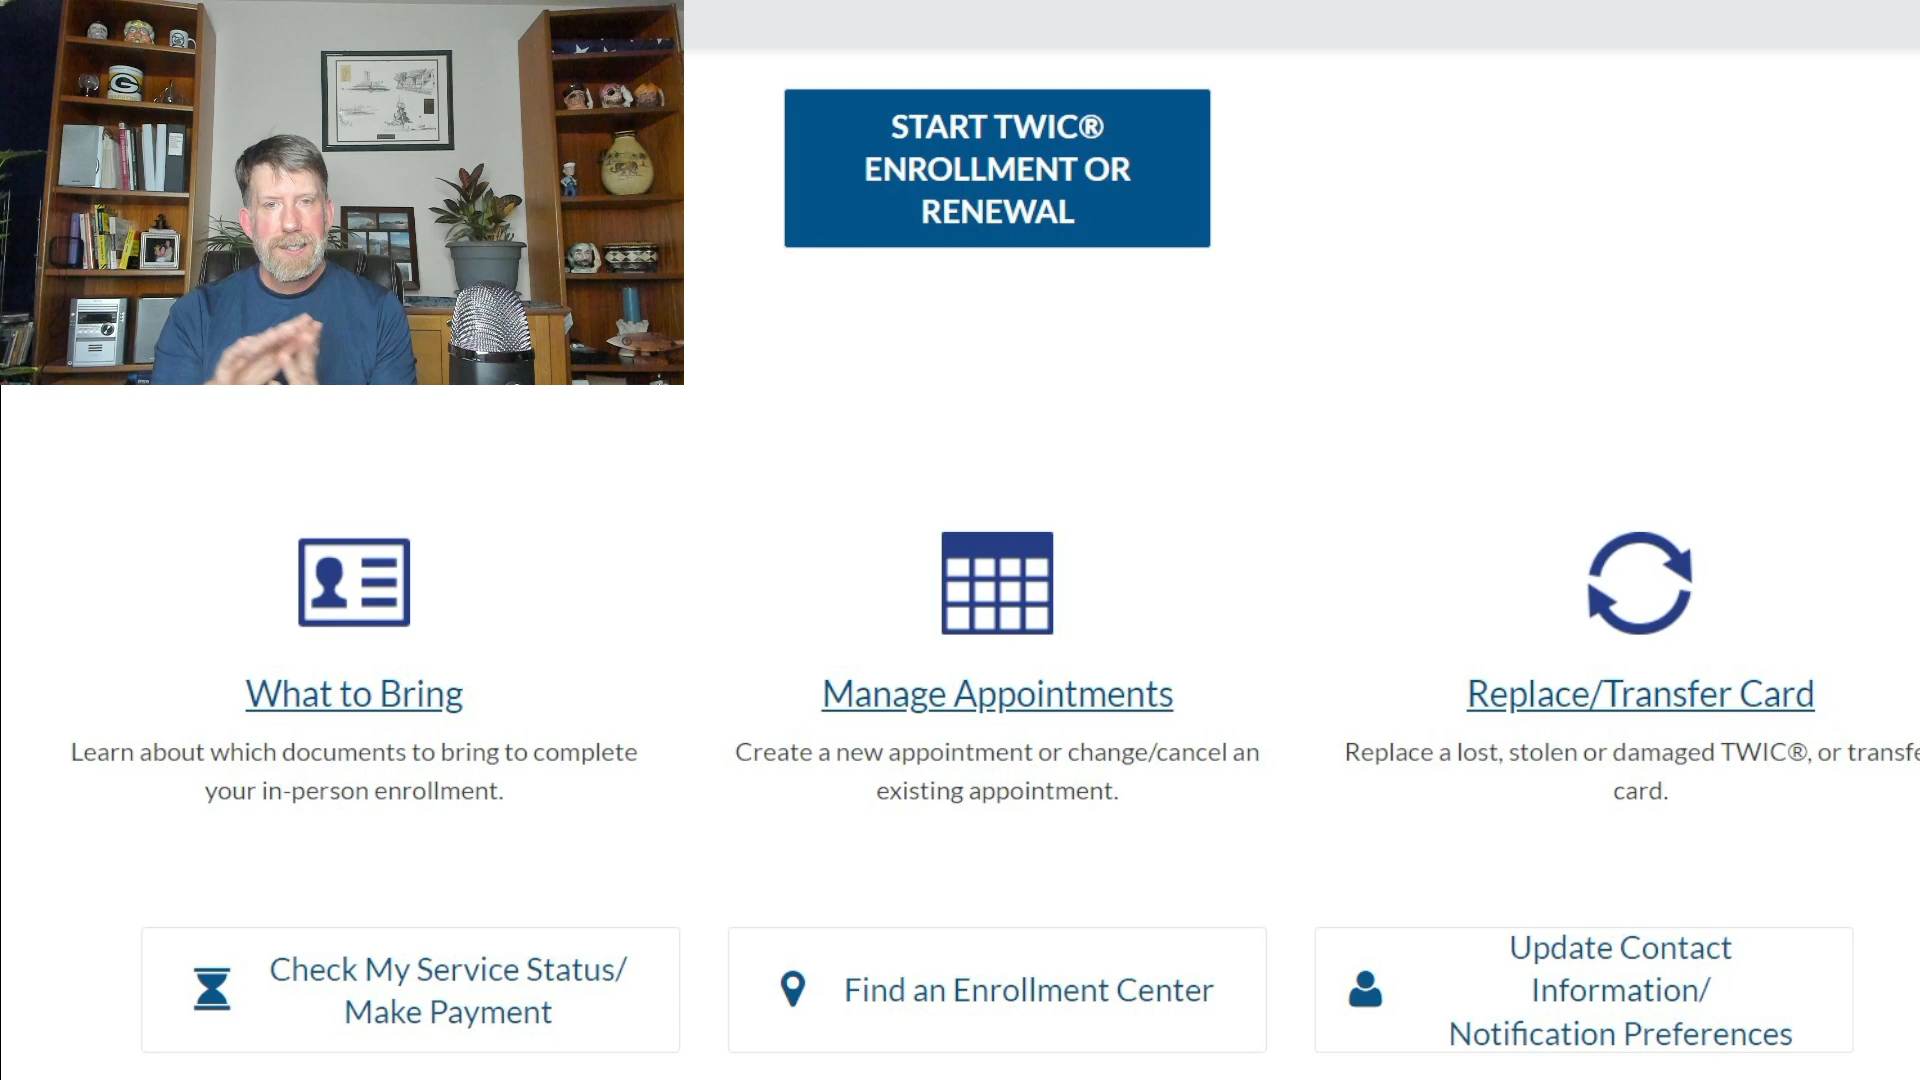 G
START TWIC®
ENROLLMENT OR
RENEWAL
What to Bring
Learn about which documents to bring to complete
your in-person enrollment.
Manage Appointments
Create a new appointment or change/cancel an
existing appointment.
Replace/Transfer Card
Replace a lost, stolen or damaged TWIC®, or transfe
card.
Check My Service Status/
Make Payment
Find an Enrollment Center
Update Contact
Information/
Notification Preferences